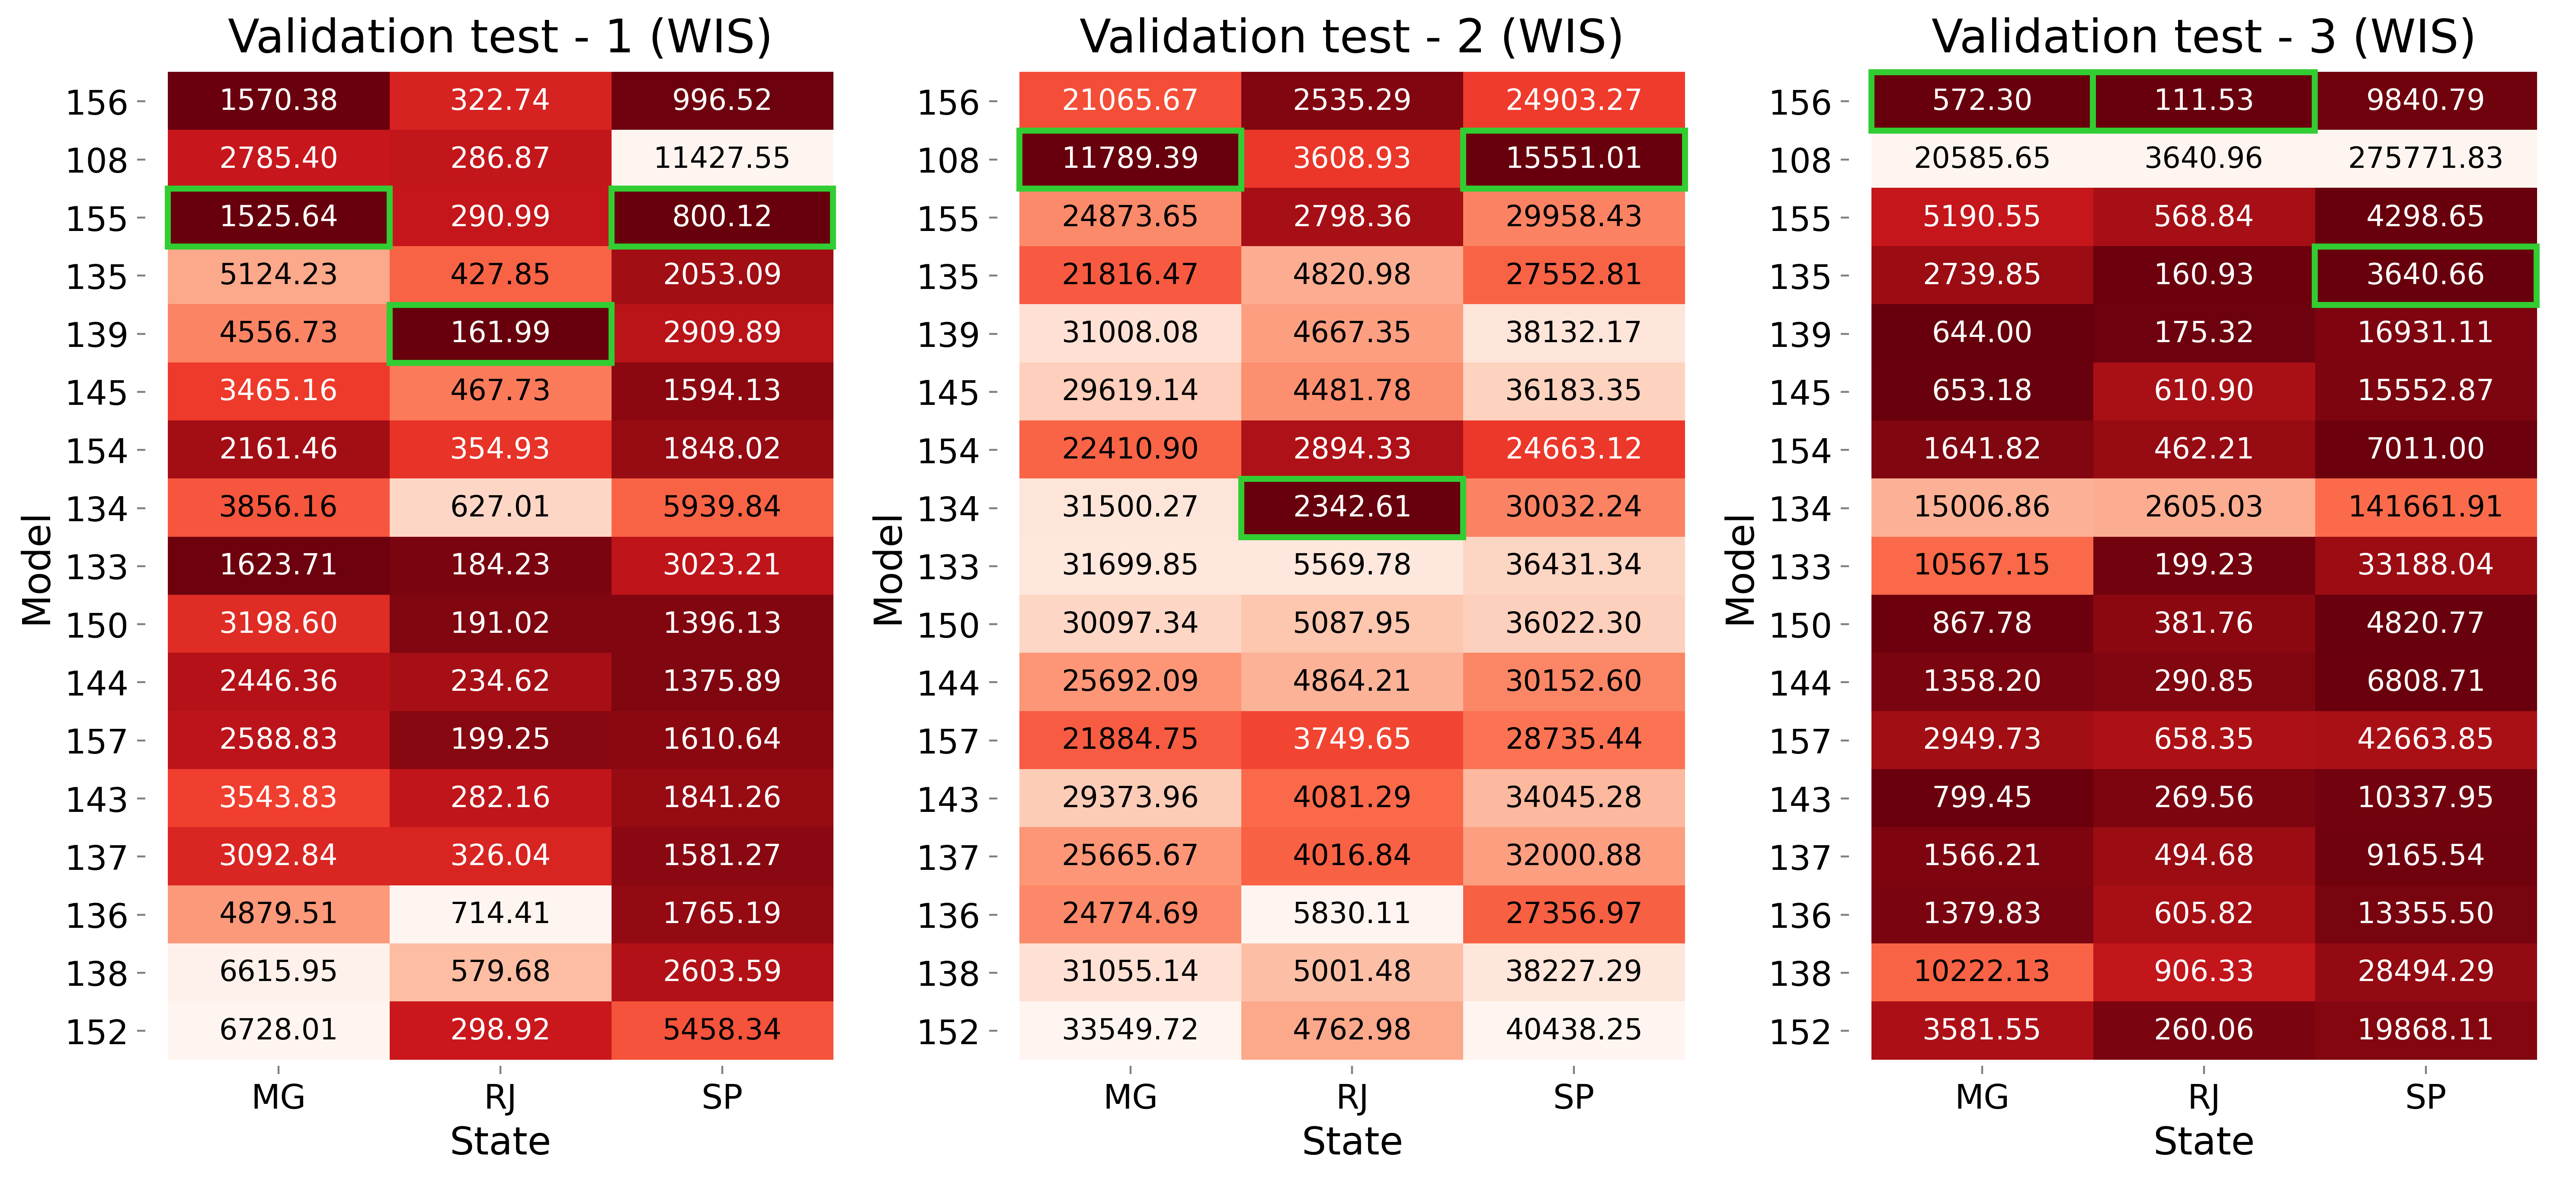 Validation test - 1 (WIS)
Model
156 1570.38 322.74 996.52
108 2785.40 286.87 11427.55
155 1525.64 290.99 800.12
135 5124.23 427.85 2053.09
139 4556.73 161.99 2909.89
145 3465.16 467.73 1594.13
154 2161.46 354.93 1848.02
134 3856.16 627.01 5939.84
133 1623.71 184.23 3023.21
150 3198.60 191.02 1396.13
144 2446.36 234.62 1375.89
157 2588.83 199.25 1610.64
143 3543.83 282.16 1841.26
137 3092.84 326.04 1581.27
136 4879.51 714.41 1765.19
138 6615.95 579.68 2603.59
152 6728.01 298.92 5458.34
MG RJ SP
State
Validation test - 2 (WIS)
Model
156 21065.67 2535.29 24903.27
108 11789.39 3608.93 15551.01
155 24873.65 2798.36 29958.43
135 21816.47 4820.98 27552.81
139 31008.08 4667.35 38132.17
145 29619.14 4481.78 36183.35
154 22410.90 2894.33 24663.12
134 31500.27 2342.61 30032.24
133 31699.85 5569.78 36431.34
150 30097.34 5087.95 36022.30
144 25692.09 4864.21 30152.60
157 21884.75 3749.65 28735.44
143 29373.96 4081.29 34045.28
137 25665.67 4016.84 32000.88
136 24774.69 5830.11 27356.97
138 31055.14 5001.48 38227.29
152 33549.72 4762.98 40438.25
MG RJ SP
State
Validation test - 3 (WIS)
Model
156 572.30 111.53 9840.79
108 20585.65 3640.96 275771.83
155 5190.55 568.84 4298.65
135 2739.85 160.93 3640.66
139 644.00 175.32 16931.11
145 653.18 610.90 15552.87
154 1641.82 462.21 7011.00
134 15006.86 2605.03 141661.91
133 10567.15 199.23 33188.04
150 867.78 381.76 4820.77
144 1358.20 290.85 6808.71
157 2949.73 658.35 42663.85
143 799.45 269.56 10337.95
137 1566.21 494.68 9165.54
136 1379.83 605.82 13355.50
138 10222.13 906.33 28494.29
152 3581.55 260.06 19868.11
MG RJ SP
State